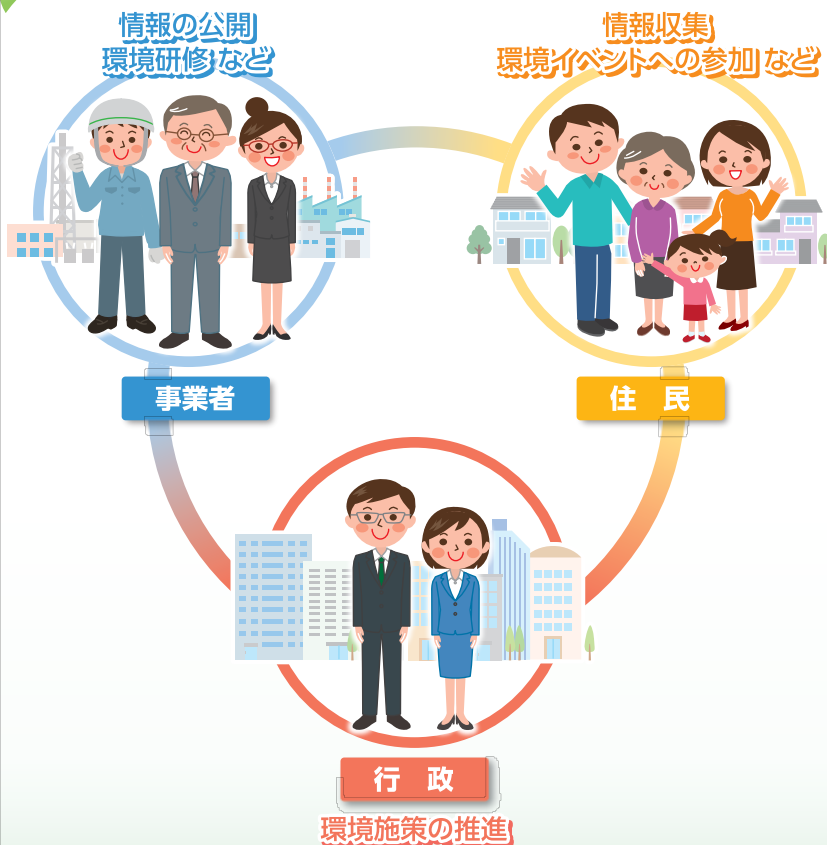 情報の公開
環境研修 など
情報収集
環境イベントへの参加 など
事業者
住 民
行 政
環境施策の推進